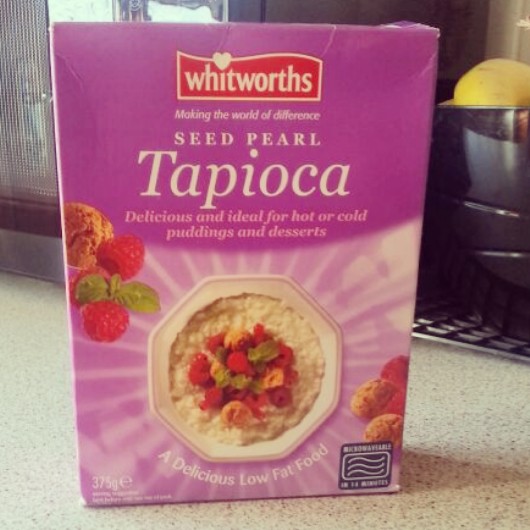 whitworths
Making the world of difference
SEED PEARL
Tapioca
Delicious and ideal for hot or cold
puddings and desserts
A Delicious Low Fat Food
MICROWAVEABLE
IN 14 MINUTES
375g℮